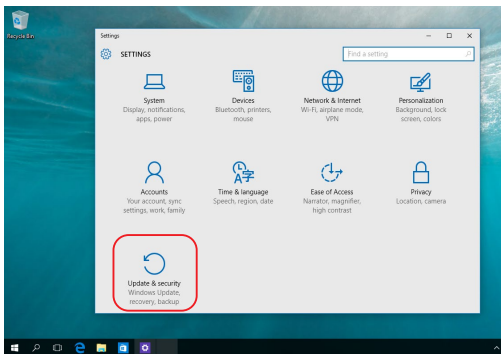 Recycle Bin
Settings
SETTINGS
Find a setting
System
Display, notifications,
apps, power
Devices
Bluetooth, printers,
mouse
Network & Internet
Wi-Fi, airplane mode,
VPN
Personalization
Background, lock
screen, colors
Accounts
Your account, sync
settings, work, family
A字
Time & language
Speech, region, date
Ease of Access
Narrator, magnifier,
high contrast
Privacy
Location, camera
Update & security
Windows Update,
recovery, backup